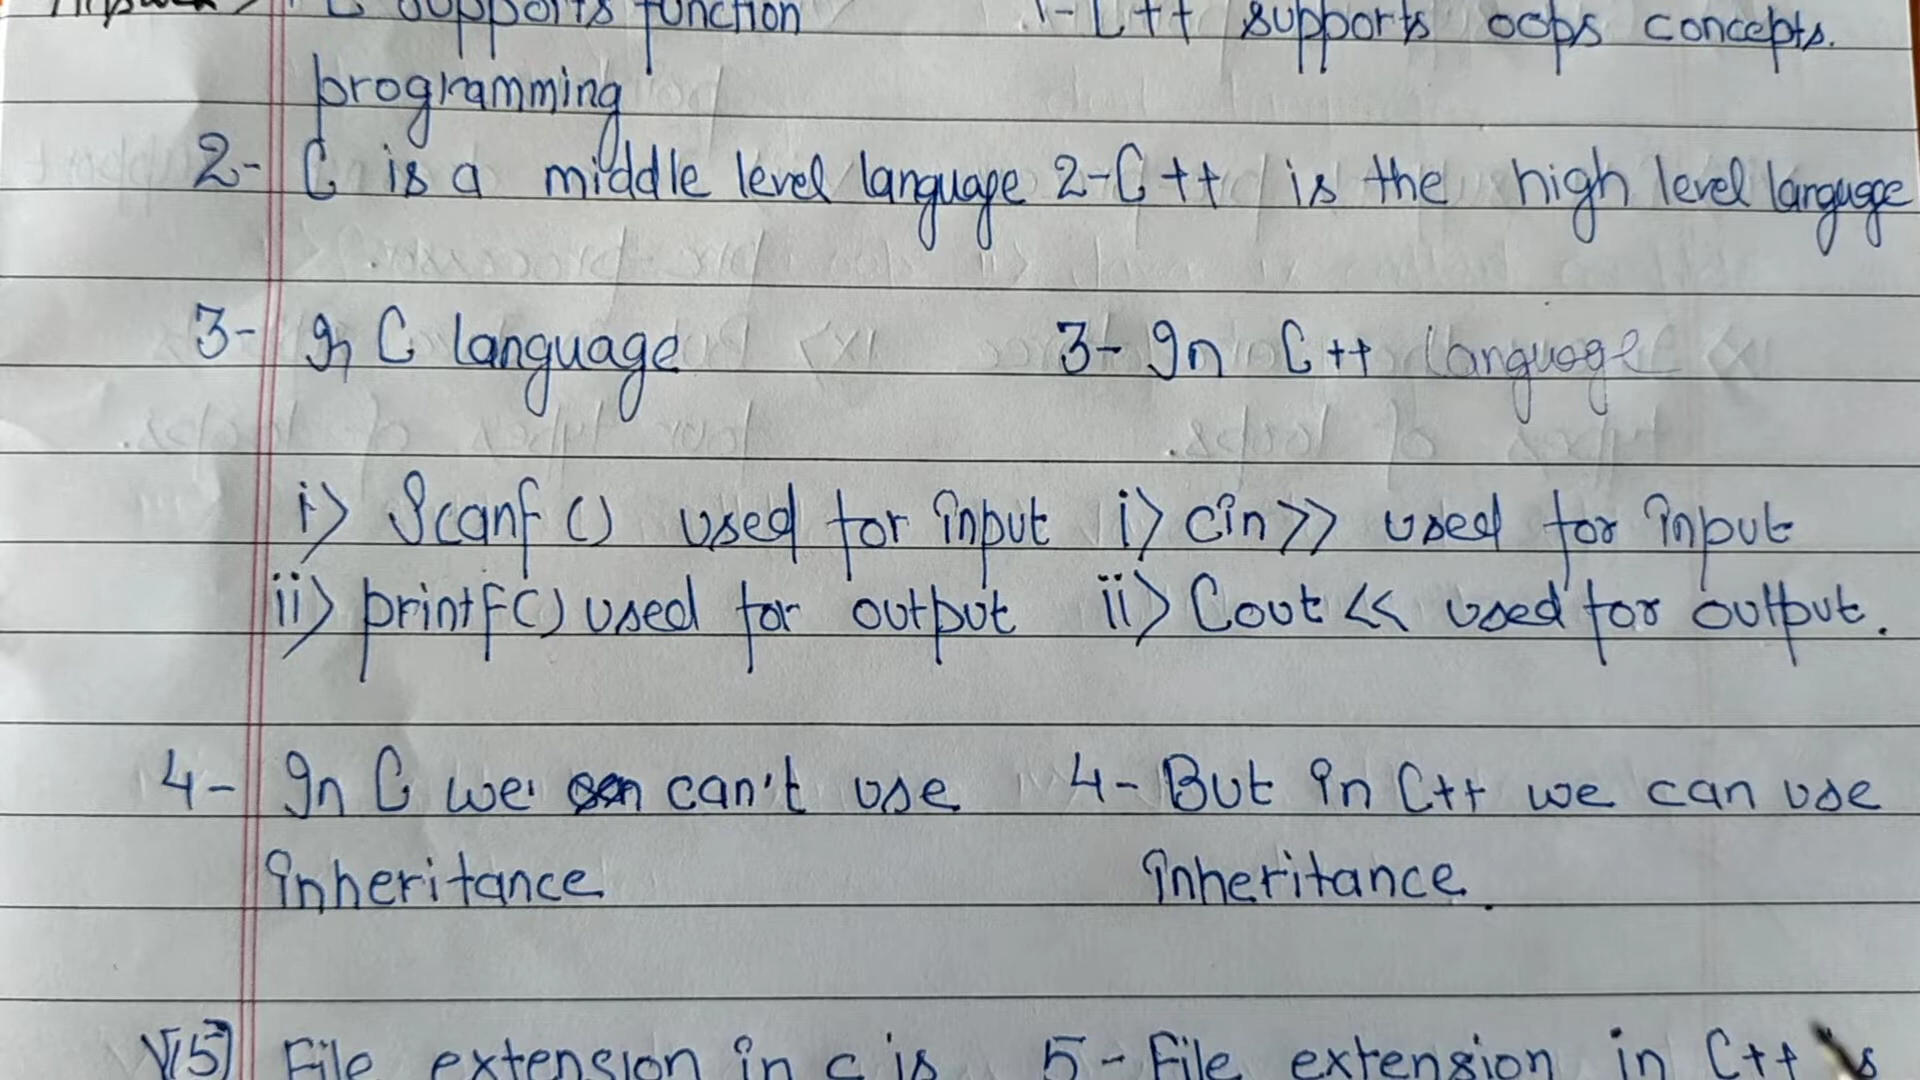 C supports function 1- C++ supports oops concepts.
programming
2- C is a middle level language 2- C++ is the high level language
3- In C language 3- In C++ language
i) Scanf () used for input i) cin >> used for input
ii) printf() used for output ii) Cout << used for output.
4- In C we can't use 4- But in C++ we can use
inheritance inheritance.
5 File extension in c is 5- File extension in C++ is